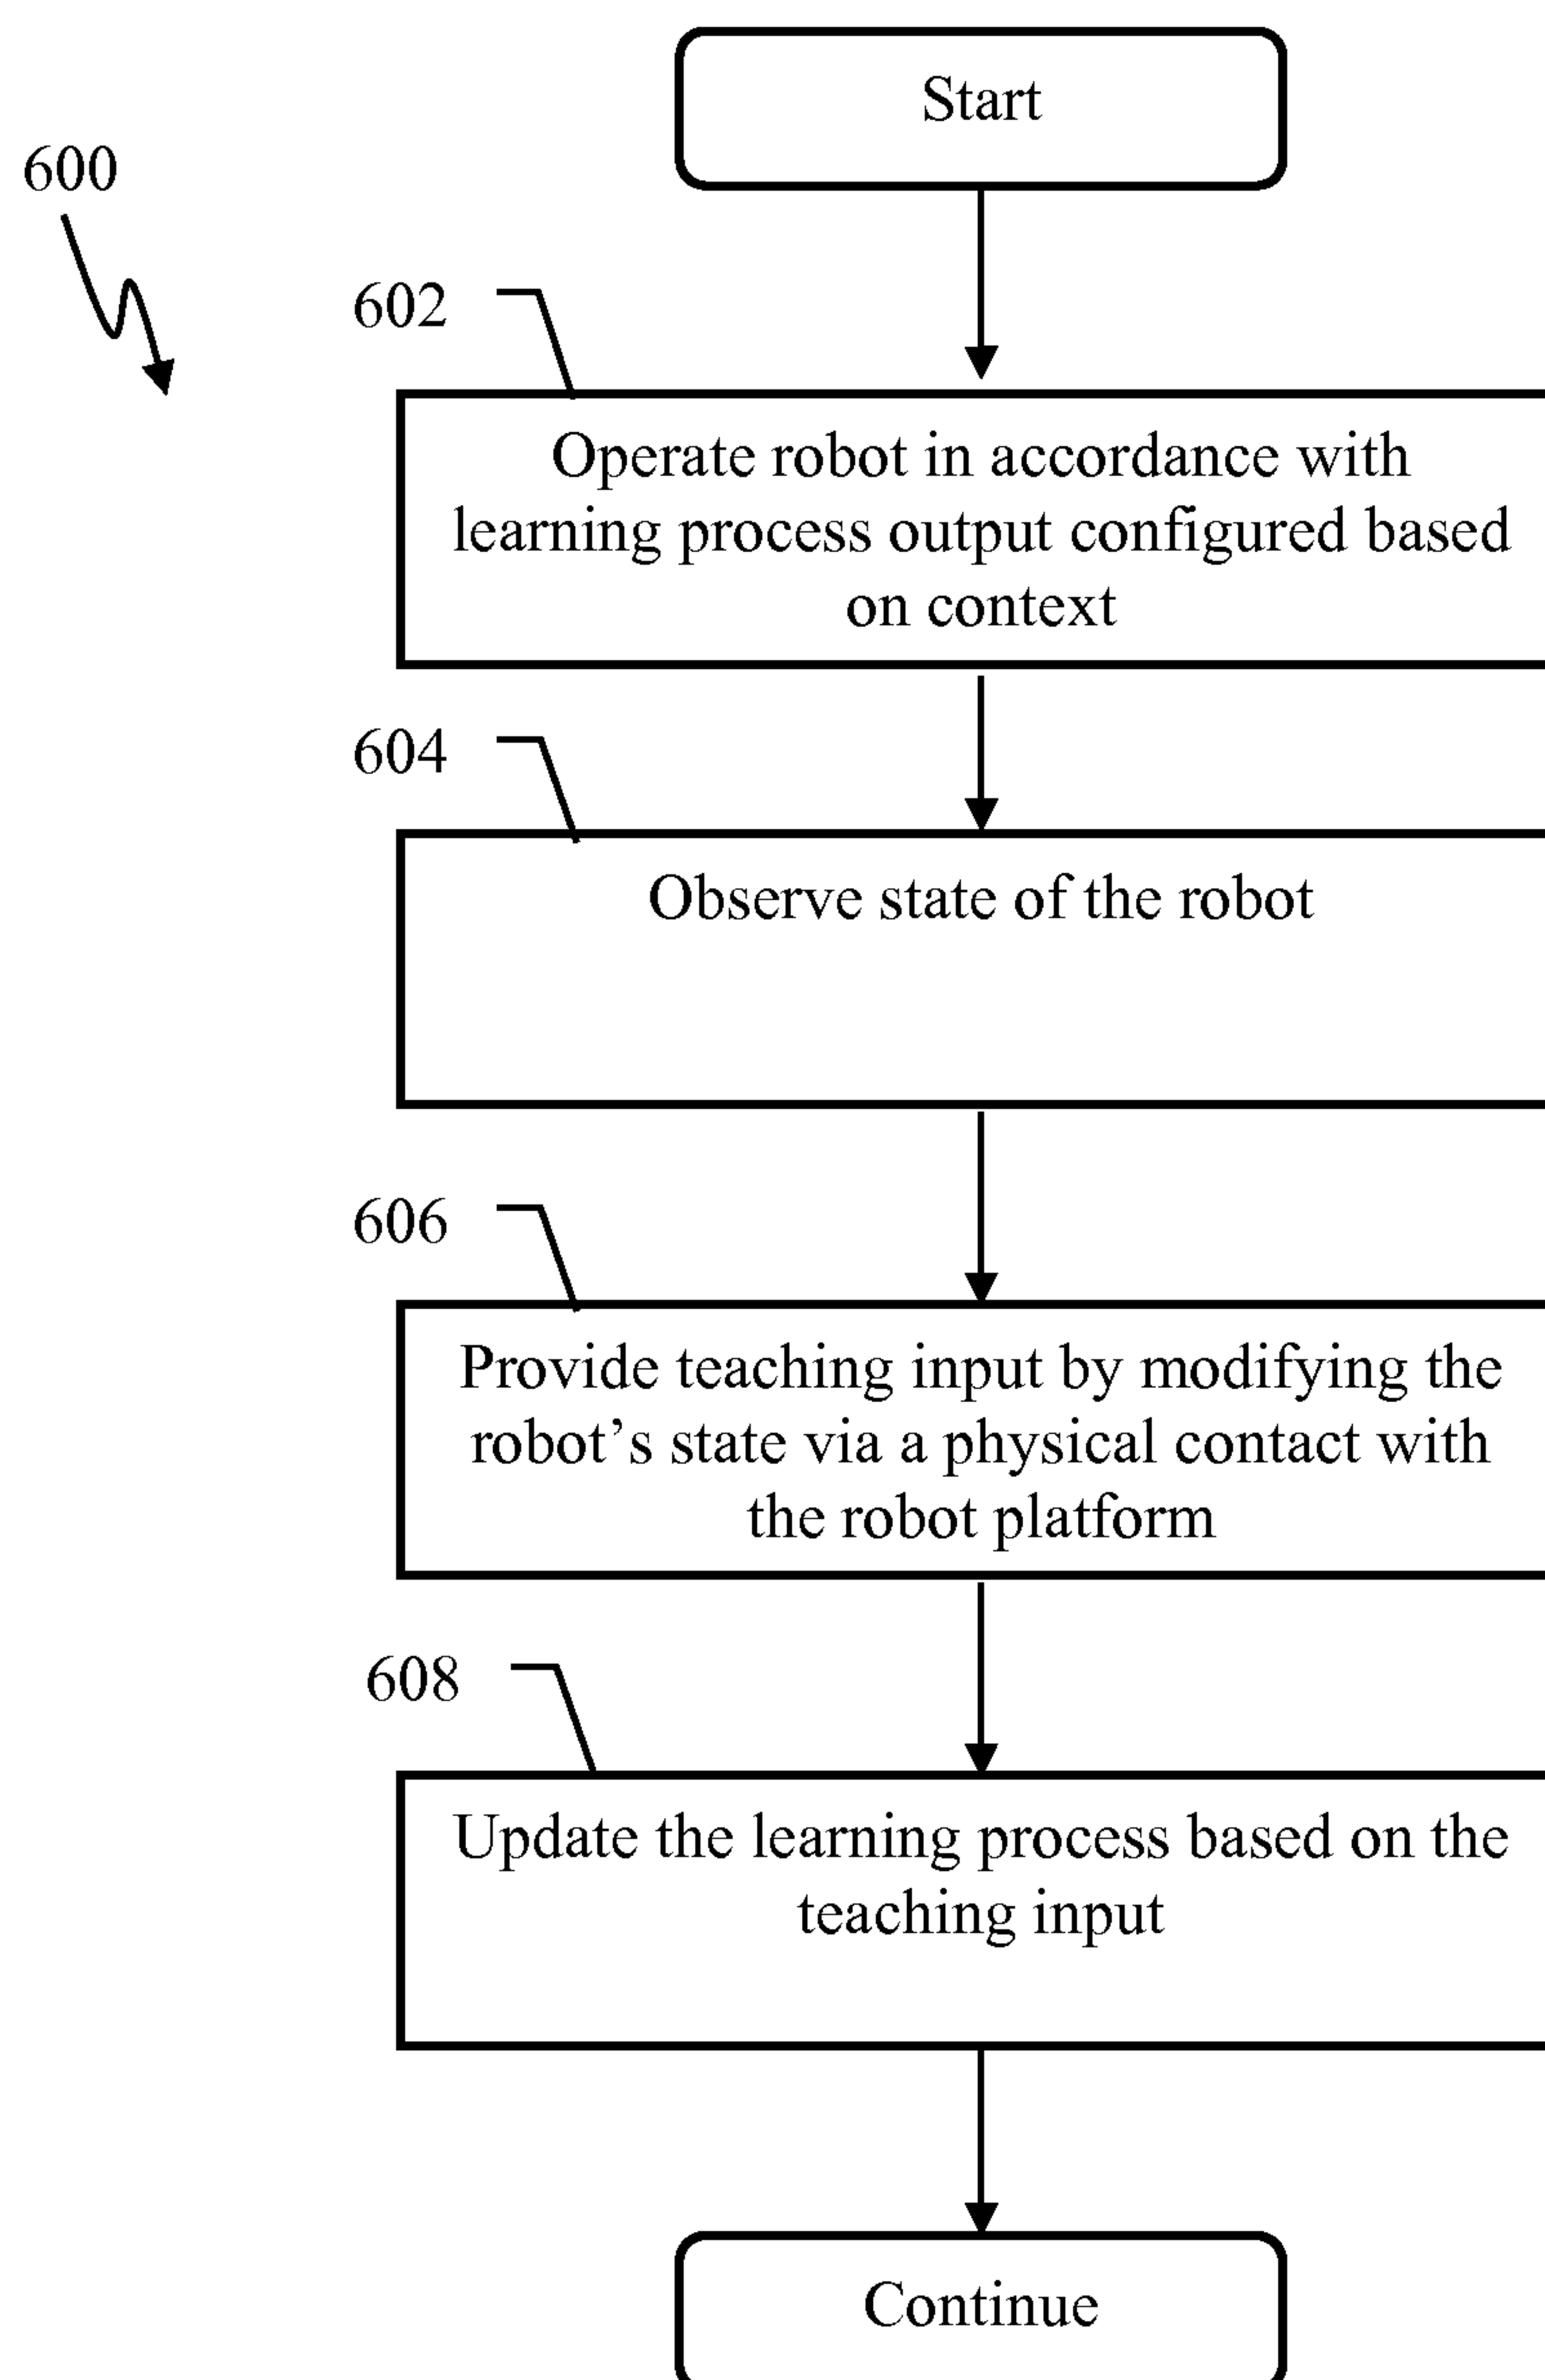 Start
600
602
Operate robot in accordance with
learning process output configured based
on context
604
Observe state of the robot
606
Provide teaching input by modifying the
robot’s state via a physical contact with
the robot platform
608
Update the learning process based on the
teaching input
Continue